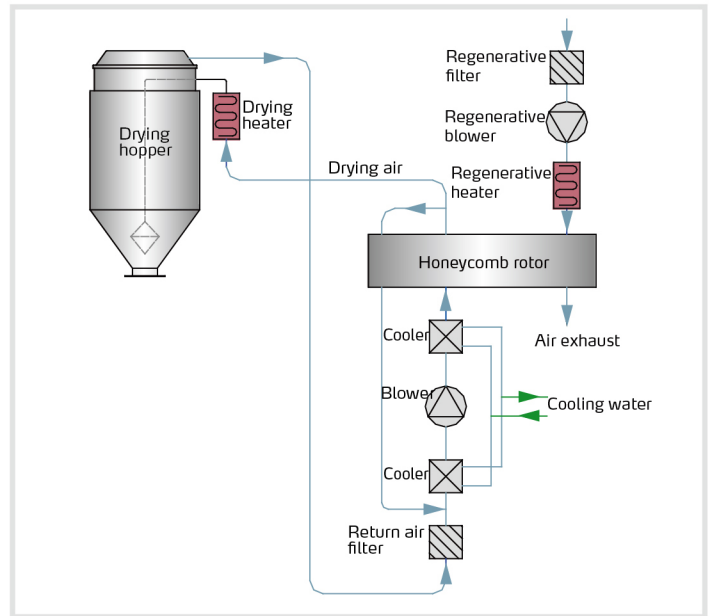 Regenerative
filter
Drying
heater
Regenerative
blower
Drying
hopper
Drying air
Regenerative
heater
Honeycomb rotor
Cooler
Air exhaust
Blower
Cooling water
Cooler
Return air
filter